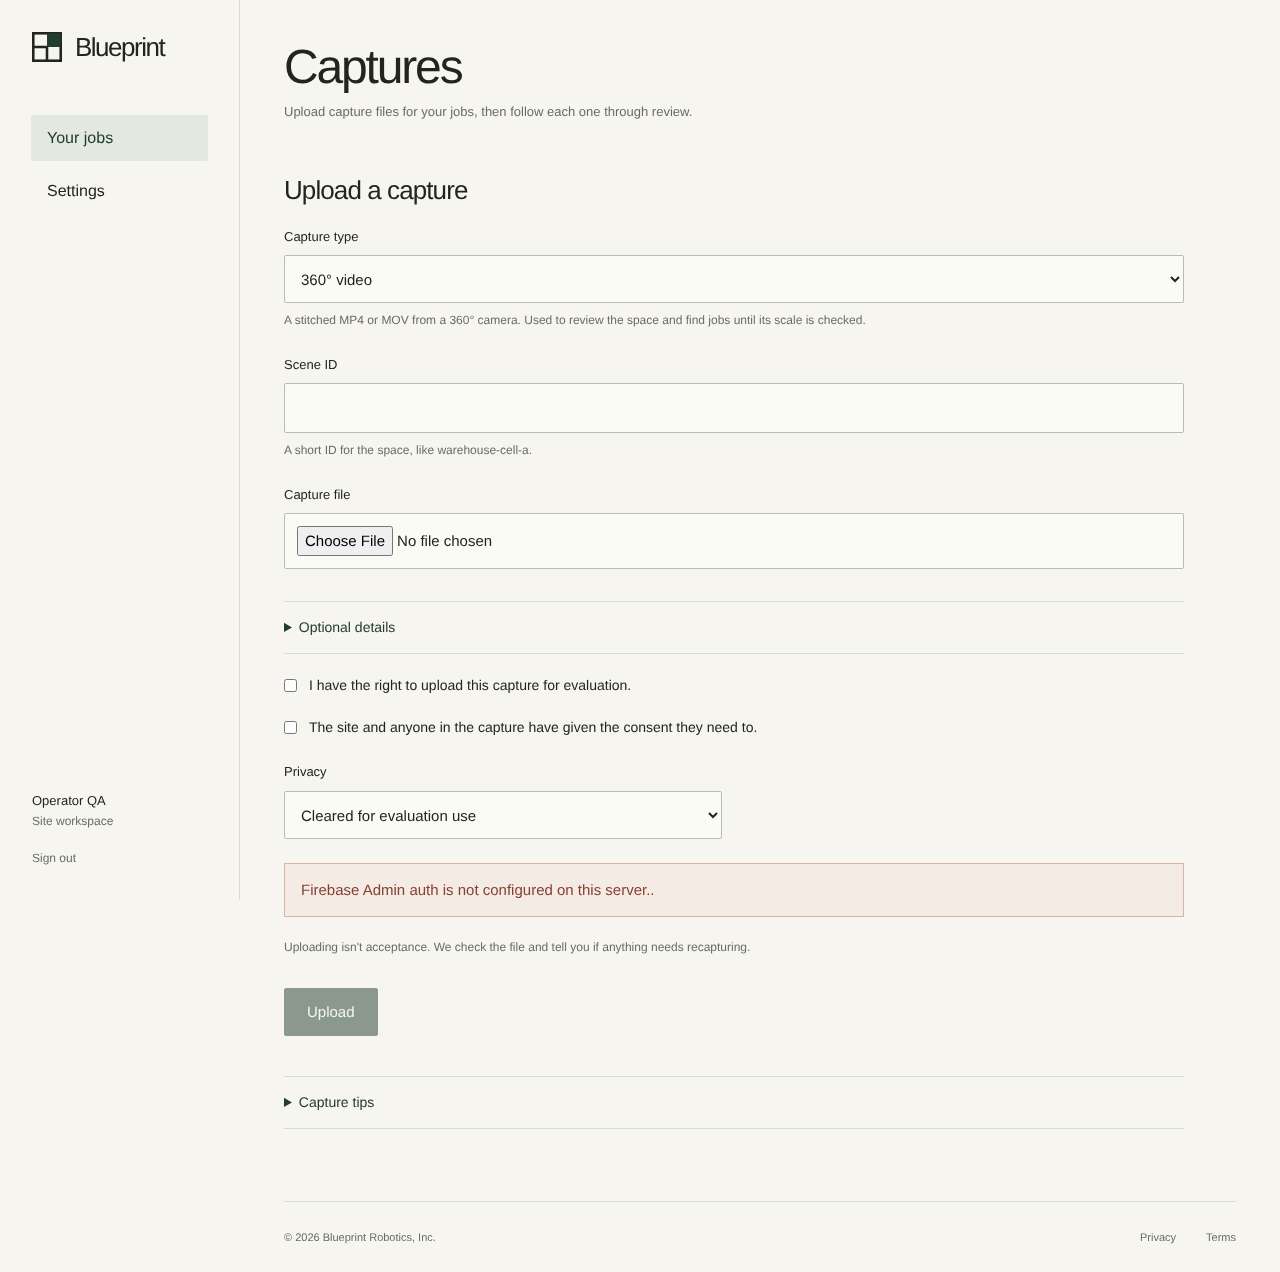 Blueprint
Your jobs
Settings
Operator QA
Site workspace
Sign out
Captures
Upload capture files for your jobs, then follow each one through review.
Upload a capture
Capture type
360° video
A stitched MP4 or MOV from a 360° camera. Used to review the space and find jobs until its scale is checked.
Scene ID
A short ID for the space, like warehouse-cell-a.
Capture file
Choose File No file chosen
Optional details
I have the right to upload this capture for evaluation.
The site and anyone in the capture have given the consent they need to.
Privacy
Cleared for evaluation use
Firebase Admin auth is not configured on this server..
Uploading isn't acceptance. We check the file and tell you if anything needs recapturing.
Upload
Capture tips
© 2026 Blueprint Robotics, Inc.
Privacy Terms